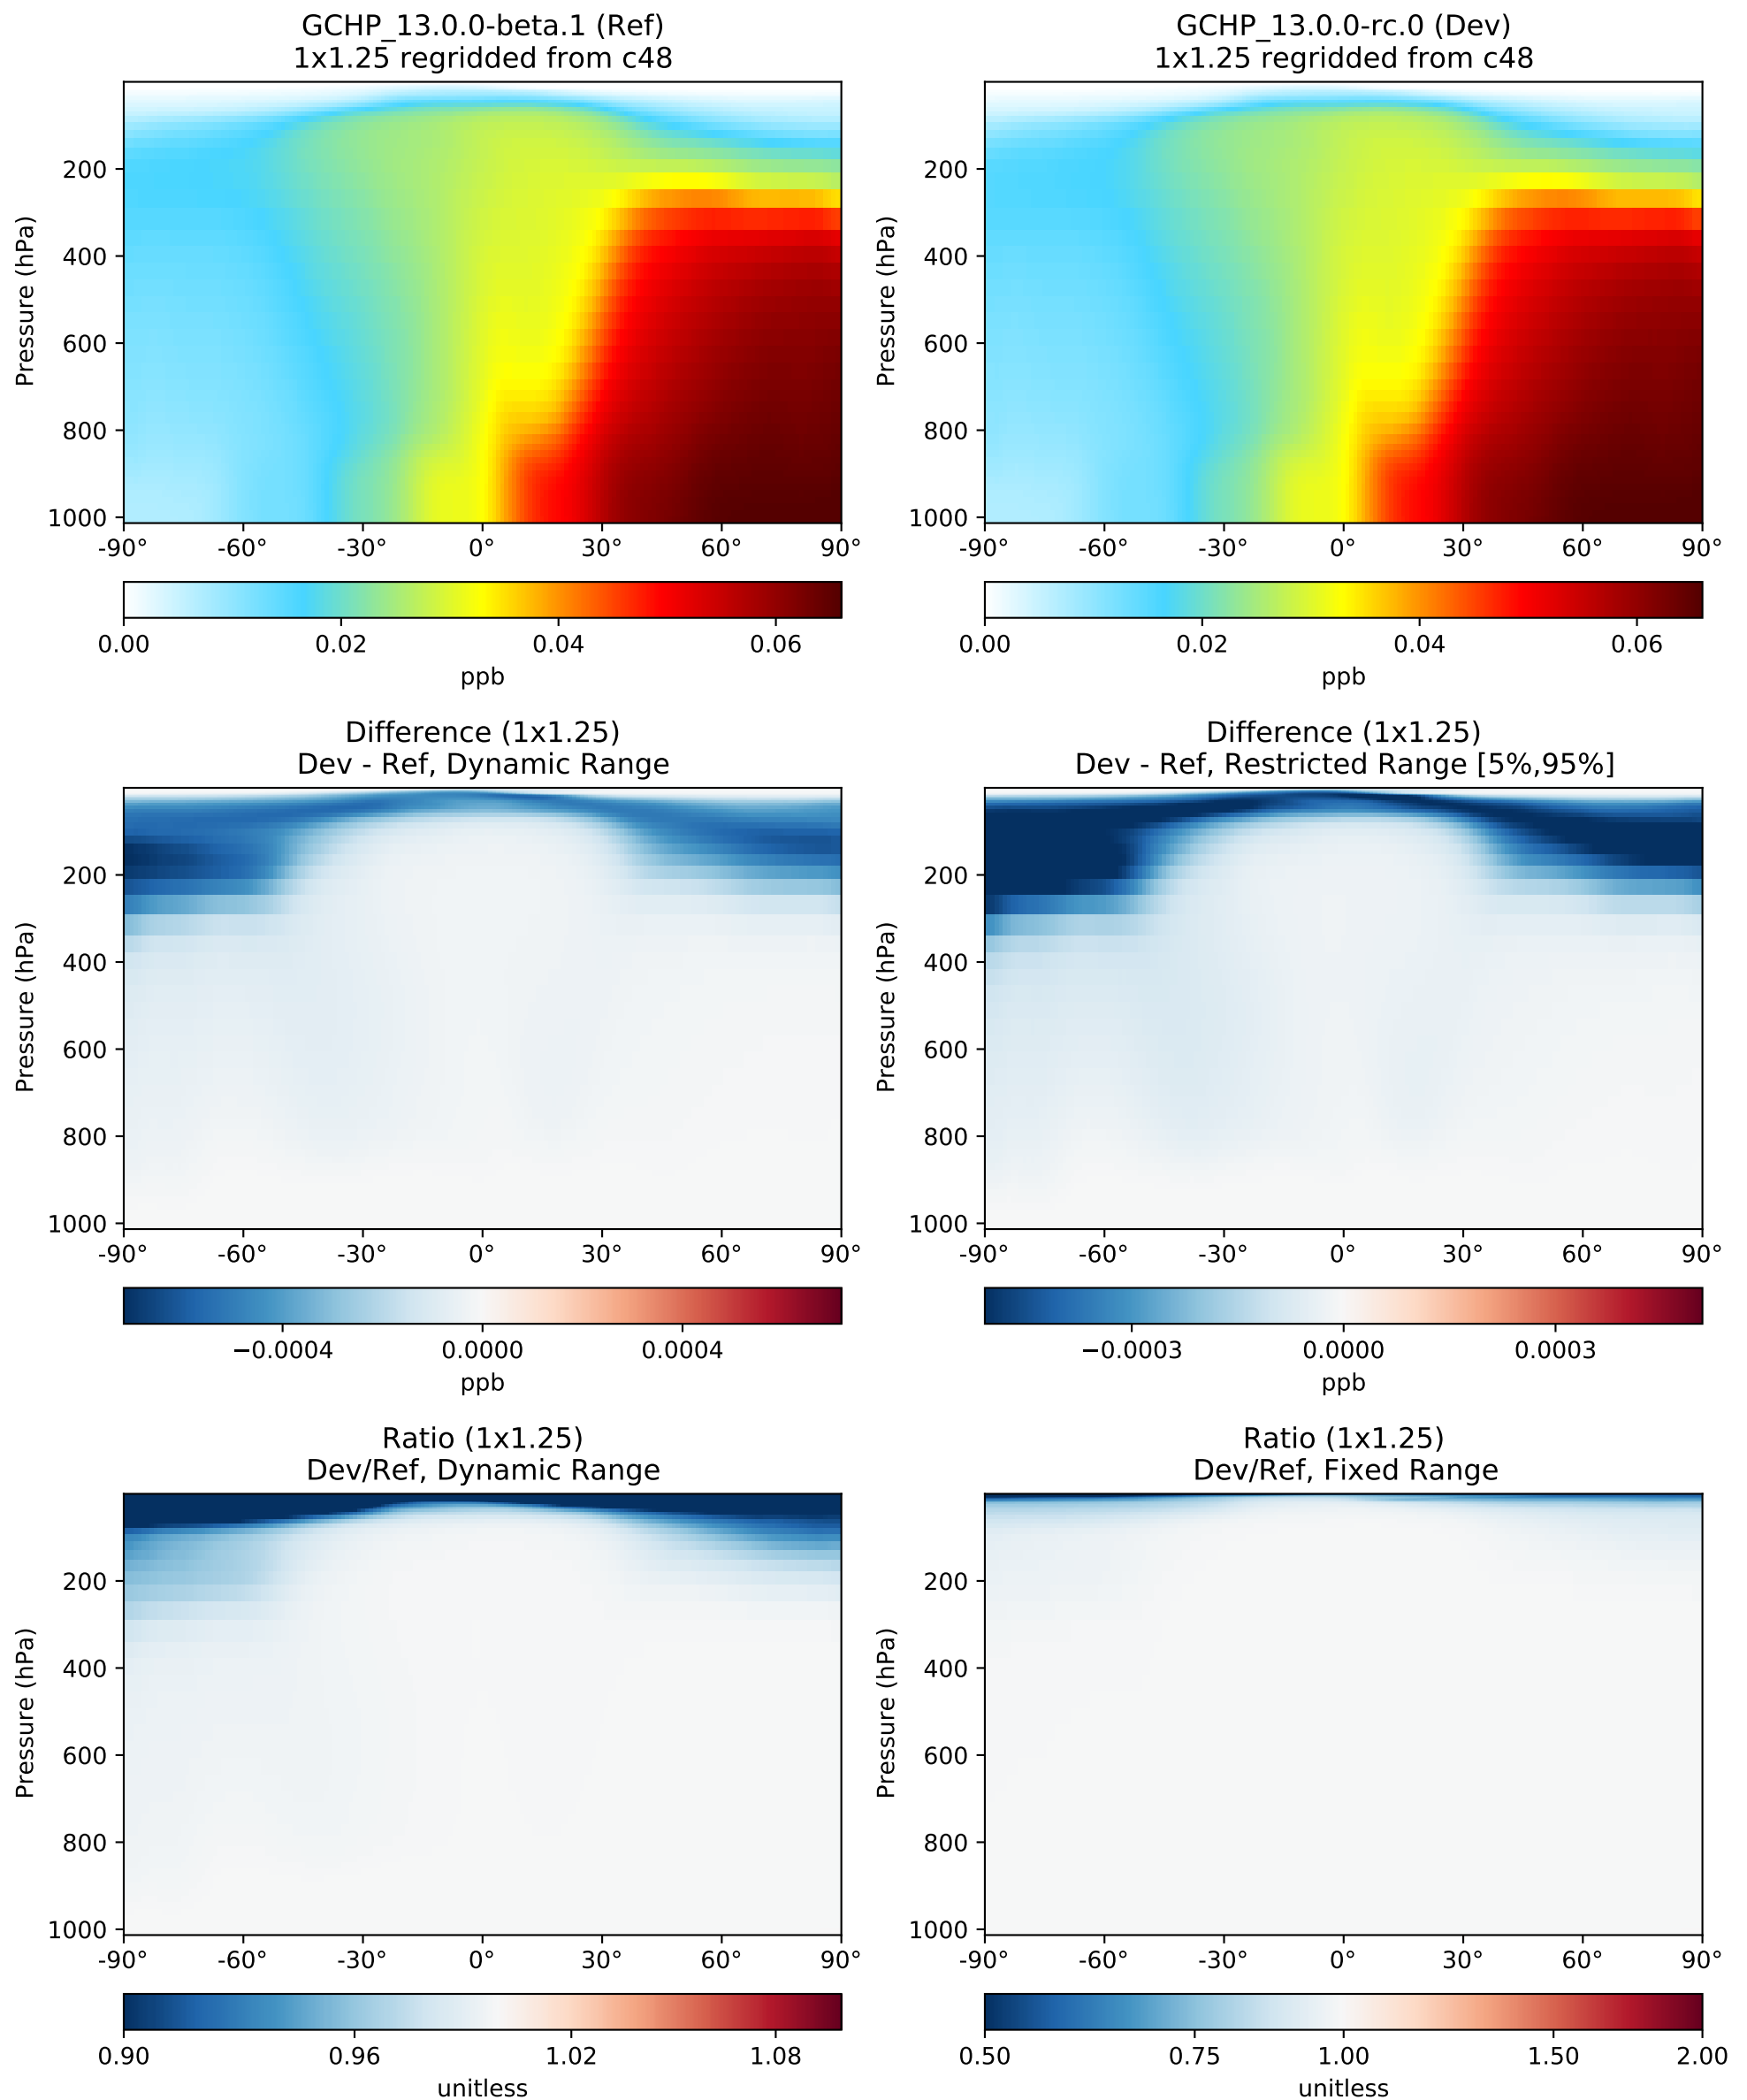 GCHP_13.0.0-beta.1 (Ref)
1x1.25 regridded from c48
Pressure (hPa)
200
400
600
800
1000
-90° -60° -30° 0° 30° 60° 90°
0.00 0.02 0.04 0.06
ppb
GCHP_13.0.0-rc.0 (Dev)
1x1.25 regridded from c48
Pressure (hPa)
200
400
600
800
1000
-90° -60° -30° 0° 30° 60° 90°
0.00 0.02 0.04 0.06
ppb
Difference (1x1.25)
Dev - Ref, Dynamic Range
Pressure (hPa)
200
400
600
800
1000
-90° -60° -30° 0° 30° 60° 90°
−0.0004 0.0000 0.0004
ppb
Difference (1x1.25)
Dev - Ref, Restricted Range [5%,95%]
Pressure (hPa)
200
400
600
800
1000
-90° -60° -30° 0° 30° 60° 90°
−0.0003 0.0000 0.0003
ppb
Ratio (1x1.25)
Dev/Ref, Dynamic Range
Pressure (hPa)
200
400
600
800
1000
-90° -60° -30° 0° 30° 60° 90°
0.90 0.96 1.02 1.08
unitless
Ratio (1x1.25)
Dev/Ref, Fixed Range
Pressure (hPa)
200
400
600
800
1000
-90° -60° -30° 0° 30° 60° 90°
0.50 0.75 1.00 1.50 2.00
unitless